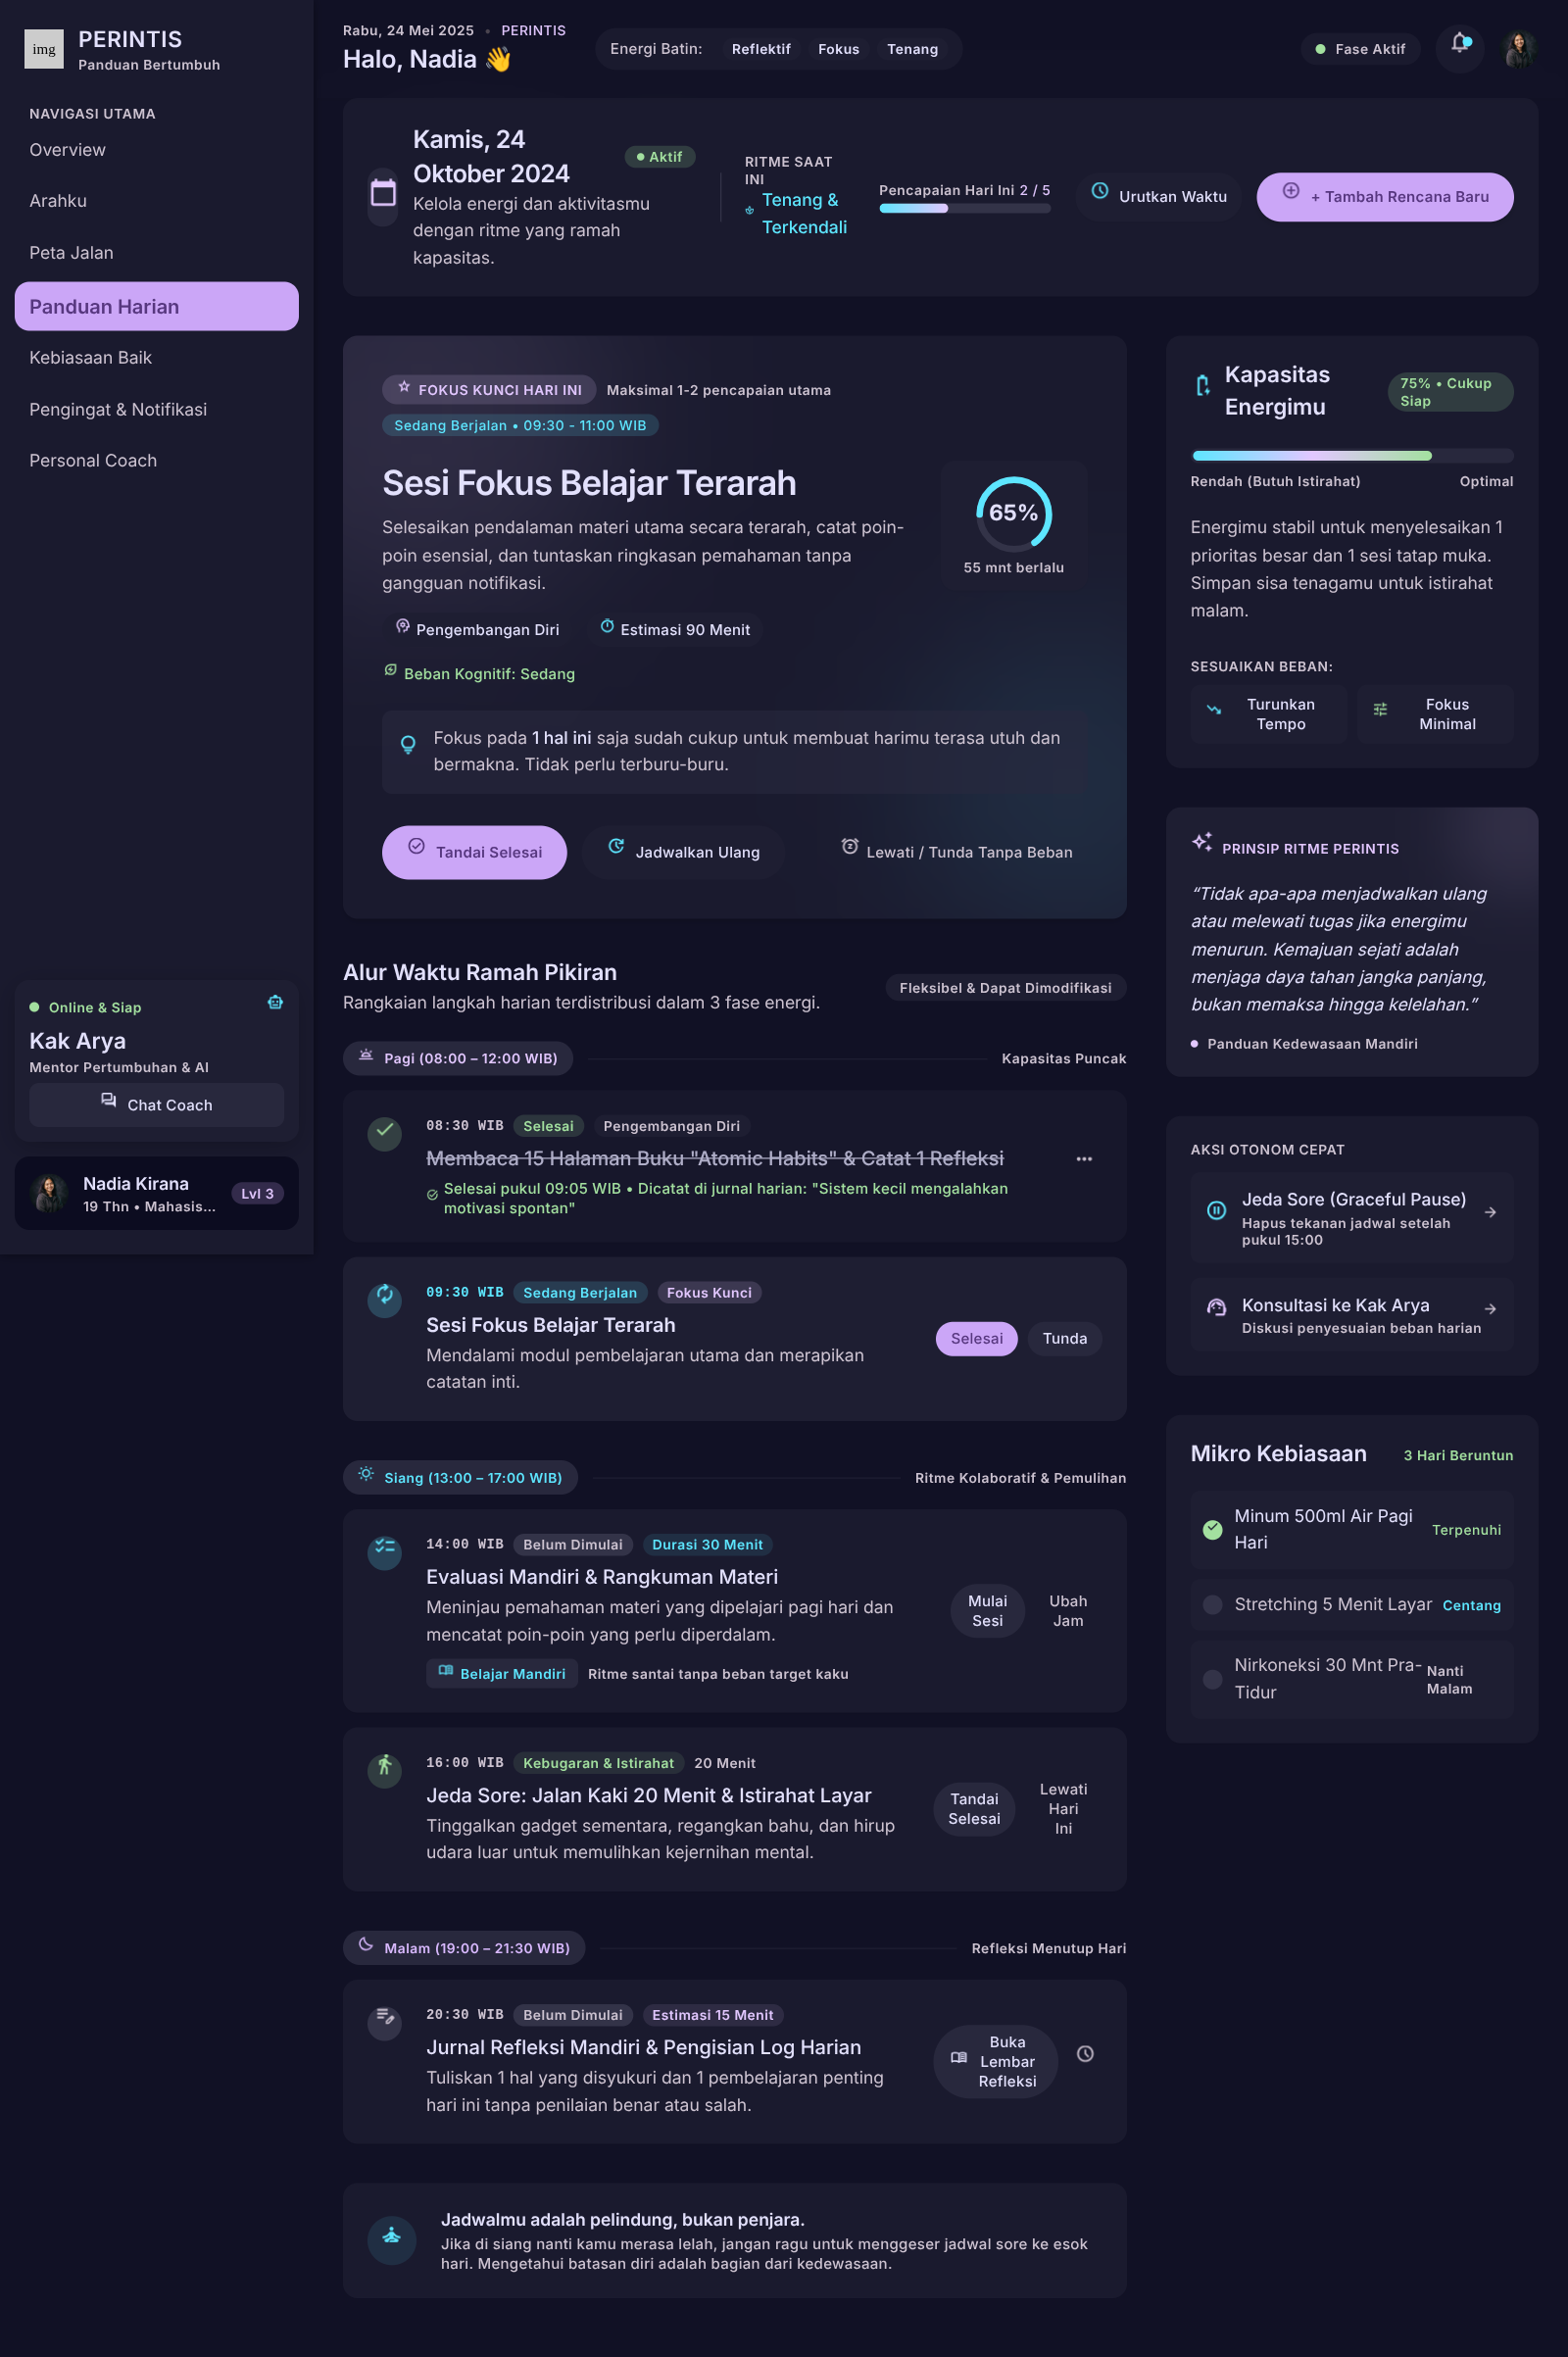 img
PERINTIS
Panduan Bertumbuh
NAVIGASI UTAMA
Overview
Arahku
Peta Jalan
Panduan Harian
Kebiasaan Baik
Pengingat & Notifikasi
Personal Coach
Online & Siap
Kak Arya
Mentor Pertumbuhan & AI
Chat Coach
Nadia Kirana
19 Thn • Mahasis...
Lvl 3
Rabu, 24 Mei 2025 • PERINTIS
Halo, Nadia 👋
Energi Batin: Reflektif Fokus Tenang
Fase Aktif
Kamis, 24
Oktober 2024
Aktif
Kelola energi dan aktivitasmu
dengan ritme yang ramah
kapasitas.
RITME SAAT
INI
Tenang &
Terkendali
Pencapaian Hari Ini 2 / 5
Urutkan Waktu
+ Tambah Rencana Baru
FOKUS KUNCI HARI INI Maksimal 1-2 pencapaian utama
Sedang Berjalan • 09:30 - 11:00 WIB
Sesi Fokus Belajar Terarah
Selesaikan pendalaman materi utama secara terarah, catat poin-
poin esensial, dan tuntaskan ringkasan pemahaman tanpa
gangguan notifikasi.
65%
55 mnt berlalu
Pengembangan Diri Estimasi 90 Menit
Beban Kognitif: Sedang
Fokus pada 1 hal ini saja sudah cukup untuk membuat harimu terasa utuh dan
bermakna. Tidak perlu terburu-buru.
Tandai Selesai Jadwalkan Ulang Lewati / Tunda Tanpa Beban
Alur Waktu Ramah Pikiran
Rangkaian langkah harian terdistribusi dalam 3 fase energi.
Fleksibel & Dapat Dimodifikasi
Pagi (08:00 – 12:00 WIB) Kapasitas Puncak
08:30 WIB Selesai Pengembangan Diri
Membaca 15 Halaman Buku "Atomic Habits" & Catat 1 Refleksi
Selesai pukul 09:05 WIB • Dicatat di jurnal harian: "Sistem kecil mengalahkan
motivasi spontan"
09:30 WIB Sedang Berjalan Fokus Kunci
Sesi Fokus Belajar Terarah
Mendalami modul pembelajaran utama dan merapikan
catatan inti.
Selesai Tunda
Siang (13:00 – 17:00 WIB) Ritme Kolaboratif & Pemulihan
14:00 WIB Belum Dimulai Durasi 30 Menit
Evaluasi Mandiri & Rangkuman Materi
Meninjau pemahaman materi yang dipelajari pagi hari dan
mencatat poin-poin yang perlu diperdalam.
Belajar Mandiri Ritme santai tanpa beban target kaku
Mulai
Sesi
Ubah
Jam
16:00 WIB Kebugaran & Istirahat 20 Menit
Jeda Sore: Jalan Kaki 20 Menit & Istirahat Layar
Tinggalkan gadget sementara, regangkan bahu, dan hirup
udara luar untuk memulihkan kejernihan mental.
Tandai
Selesai
Lewati
Hari
Ini
Malam (19:00 – 21:30 WIB) Refleksi Menutup Hari
20:30 WIB Belum Dimulai Estimasi 15 Menit
Jurnal Refleksi Mandiri & Pengisian Log Harian
Tuliskan 1 hal yang disyukuri dan 1 pembelajaran penting
hari ini tanpa penilaian benar atau salah.
Buka
Lembar
Refleksi
Jadwalmu adalah pelindung, bukan penjara.
Jika di siang nanti kamu merasa lelah, jangan ragu untuk menggeser jadwal sore ke esok
hari. Mengetahui batasan diri adalah bagian dari kedewasaan.
Kapasitas
Energimu
75% • Cukup
Siap
Rendah (Butuh Istirahat) Optimal
Energimu stabil untuk menyelesaikan 1
prioritas besar dan 1 sesi tatap muka.
Simpan sisa tenagamu untuk istirahat
malam.
SESUAIKAN BEBAN:
Turunkan
Tempo
Fokus
Minimal
PRINSIP RITME PERINTIS
“Tidak apa-apa menjadwalkan ulang
atau melewati tugas jika energimu
menurun. Kemajuan sejati adalah
menjaga daya tahan jangka panjang,
bukan memaksa hingga kelelahan.”
Panduan Kedewasaan Mandiri
AKSI OTONOM CEPAT
Jeda Sore (Graceful Pause)
Hapus tekanan jadwal setelah
pukul 15:00
Konsultasi ke Kak Arya
Diskusi penyesuaian beban harian
Mikro Kebiasaan 3 Hari Beruntun
Minum 500ml Air Pagi
Hari
Terpenuhi
Stretching 5 Menit Layar Centang
Nirkoneksi 30 Mnt Pra-
Tidur
Nanti
Malam